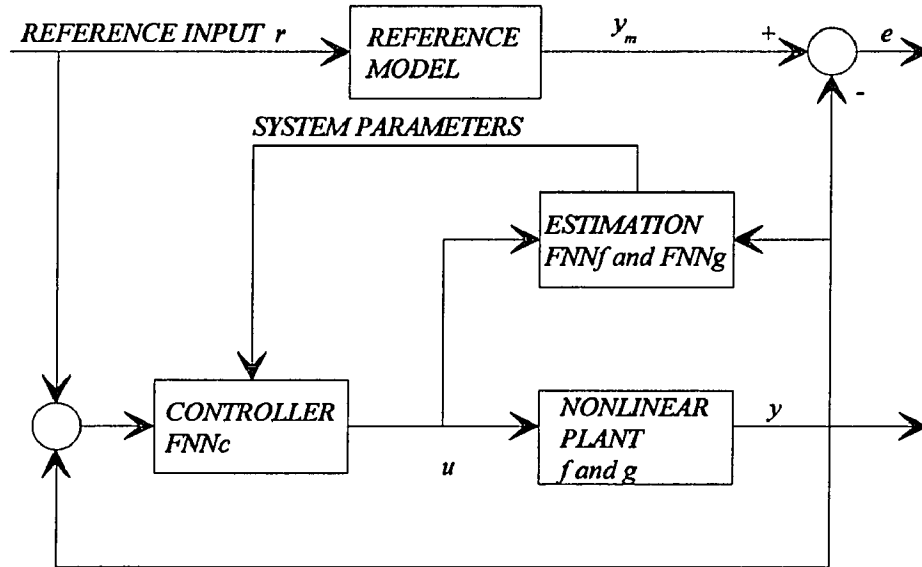 REFERENCE INPUT r
REFERENCE
MODEL
y_m
+
e
-
SYSTEM PARAMETERS
ESTIMATION
FNNf and FNNg
CONTROLLER
FNNc
u
NONLINEAR
PLANT
f and g
y